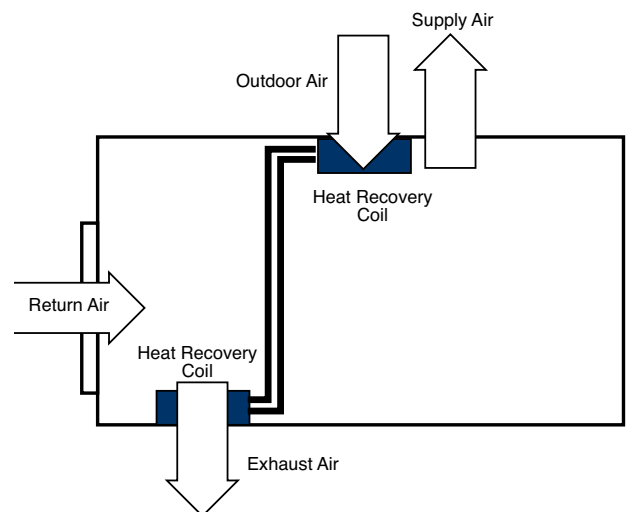 Supply Air
Outdoor Air
Heat Recovery
Coil
Return Air
Heat Recovery
Coil
Exhaust Air